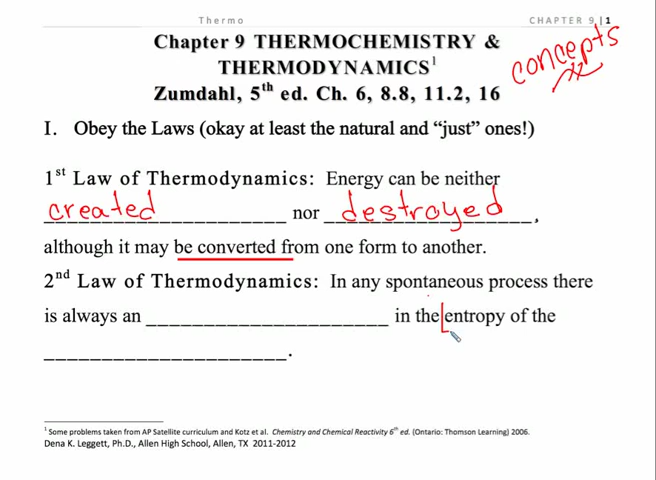 Thermo CHAPTER 9|1
Chapter 9 THERMOCHEMISTRY &
THERMODYNAMICS1
concepts
Zumdahl, 5th ed. Ch. 6, 8.8, 11.2, 16
I. Obey the Laws (okay at least the natural and “just” ones!)
1st Law of Thermodynamics: Energy can be neither
created nor destroyed,
although it may be converted from one form to another.
2nd Law of Thermodynamics: In any spontaneous process there
is always an ____________________ in the entropy of the
____________________.
1 Some problems taken from AP Satellite curriculum and Kotz et al. Chemistry and Chemical Reactivity 6th ed. (Ontario: Thomson Learning) 2006.
Dena K. Leggett, Ph.D., Allen High School, Allen, TX 2011-2012